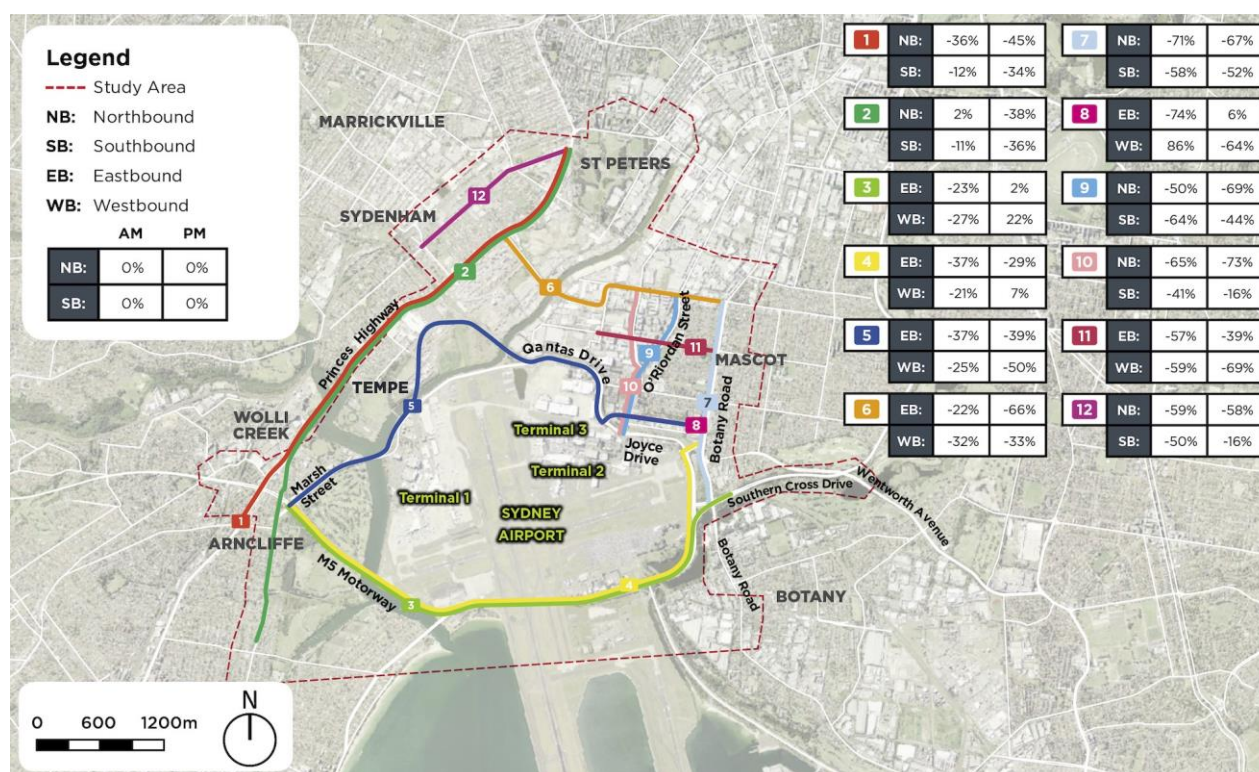 Legend
Study Area
NB: Northbound
SB: Southbound
EB: Eastbound
WB: Westbound
AM PM
NB: 0% 0%
SB: 0% 0%
1 NB: -36% -45%
SB: -12% -34%
2 NB: 2% -38%
SB: -11% -36%
3 EB: -23% 2%
WB: -27% 22%
4 EB: -37% -29%
WB: -21% 7%
5 EB: -37% -39%
WB: -25% -50%
6 EB: -22% -66%
WB: -32% -33%
7 NB: -71% -67%
SB: -58% -52%
8 EB: -74% 6%
WB: 86% -64%
9 NB: -50% -69%
SB: -64% -44%
10 NB: -65% -73%
SB: -41% -16%
11 EB: -57% -39%
WB: -59% -69%
12 NB: -59% -58%
SB: -50% -16%
MARRICKVILLE
ST PETERS
12
SYDENHAM
2
6
Princes Highway
Qantas Drive
O'Riordan Street
11
MASCOT
9
TEMPE
10
5
7
Botany Road
WOLLI
CREEK
8
Terminal 3
Joyce
Drive
Terminal 2
Marsh
Street
Terminal 1
Wentworth Avenue
Southern Cross Drive
SYDNEY
AIRPORT
1
ARNCLIFFE
M5 Motorway
4
3
Botany Road
BOTANY
N
0 600 1200m